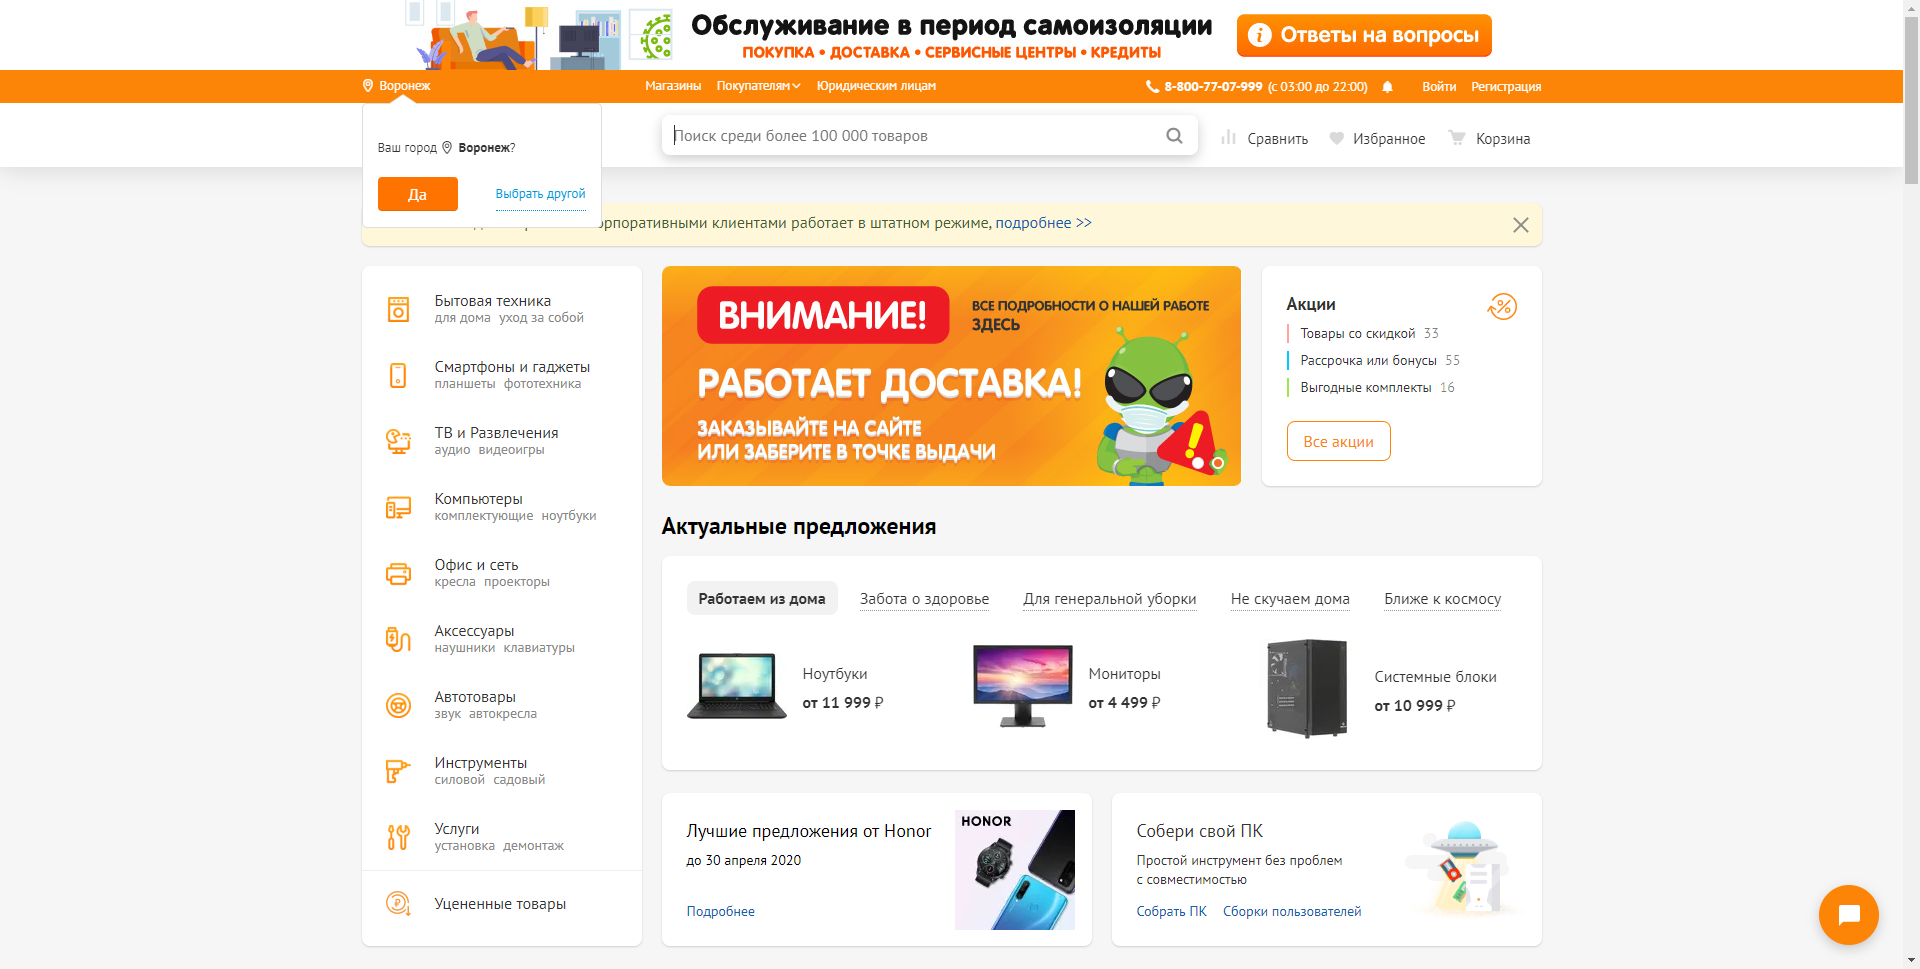 Обслуживание в период самоизоляции
ПОКУПКА • ДОСТАВКА • СЕРВИСНЫЕ ЦЕНТРЫ • КРЕДИТЫ
Ответы на вопросы
Воронеж
Магазины
Покупателям
Юридическим лицам
8-800-77-07-999 (с 03:00 до 22:00)
Войти
Регистрация
Ваш город Воронеж?
Да
Выбрать другой
Поиск среди более 100 000 товаров
Сравнить
Избранное
Корзина
орпоративными клиентами работает в штатном режиме, подробнее >>
Бытовая техника
для дома уход за собой
Смартфоны и гаджеты
планшеты фототехника
ТВ и Развлечения
аудио видеоигры
Компьютеры
комплектующие ноутбуки
Офис и сеть
кресла проекторы
Аксессуары
наушники клавиатуры
Автотовары
звук автокресла
Инструменты
силовой садовый
Услуги
установка демонтаж
Уцененные товары
ВНИМАНИЕ!
ВСЕ ПОДРОБНОСТИ О НАШЕЙ РАБОТЕ
ЗДЕСЬ
РАБОТАЕТ ДОСТАВКА!
ЗАКАЗЫВАЙТЕ НА САЙТЕ
ИЛИ ЗАБЕРИТЕ В ТОЧКЕ ВЫДАЧИ
Акции
Товары со скидкой 33
Рассрочка или бонусы 55
Выгодные комплекты 16
Все акции
Актуальные предложения
Работаем из дома
Забота о здоровье
Для генеральной уборки
Не скучаем дома
Ближе к космосу
Ноутбуки
от 11 999 ₽
Мониторы
от 4 499 ₽
Системные блоки
от 10 999 ₽
Лучшие предложения от Honor
до 30 апреля 2020
Подробнее
HONOR
Собери свой ПК
Простой инструмент без проблем
с совместимостью
Собрать ПК
Сборки пользователей